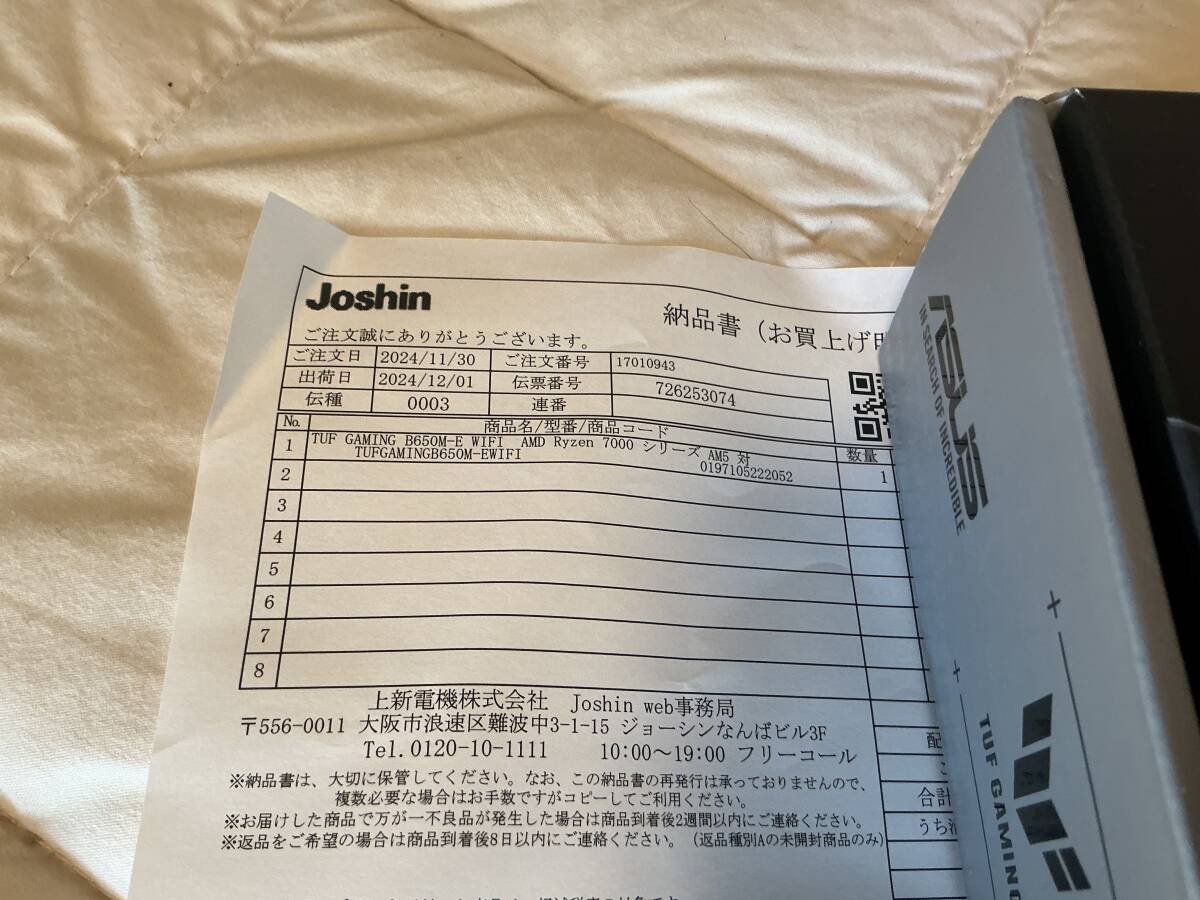 Joshin
納品書（お買上げ
ご注文誠にありがとうございます。
ご注文日 2024/11/30 ご注文番号 17010943
出荷日 2024/12/01 伝票番号 726253074
伝種 0003 連番
No. 商品名/型番/商品コード 数量
1 TUF GAMING B650M-E WIFI AMD Ryzen 7000 シリーズ AM5 対
TUFGAMINGB650M-EWIFI 0197105222052 1
2
3
4
5
6
7
8
上新電機株式会社 Joshin web事務局
〒556-0011 大阪市浪速区難波中3-1-15 ジョーシンなんばビル3F
Tel.0120-10-1111 10:00〜19:00 フリーコール
※納品書は、大切に保管してください。なお、この納品書の再発行は承っておりませんので、
複数必要な場合はお手数ですがコピーしてご利用ください。
※お届けした商品で万が一不良品が発生した場合は商品到着後2週間以内にご連絡ください。
※返品をご希望の場合は商品到着後8日以内にご連絡ください。（返品種別Aの未開封商品のみ）
配
合計
うち
ASUS
IN SEARCH OF INCREDIBLE
TUF GAMING